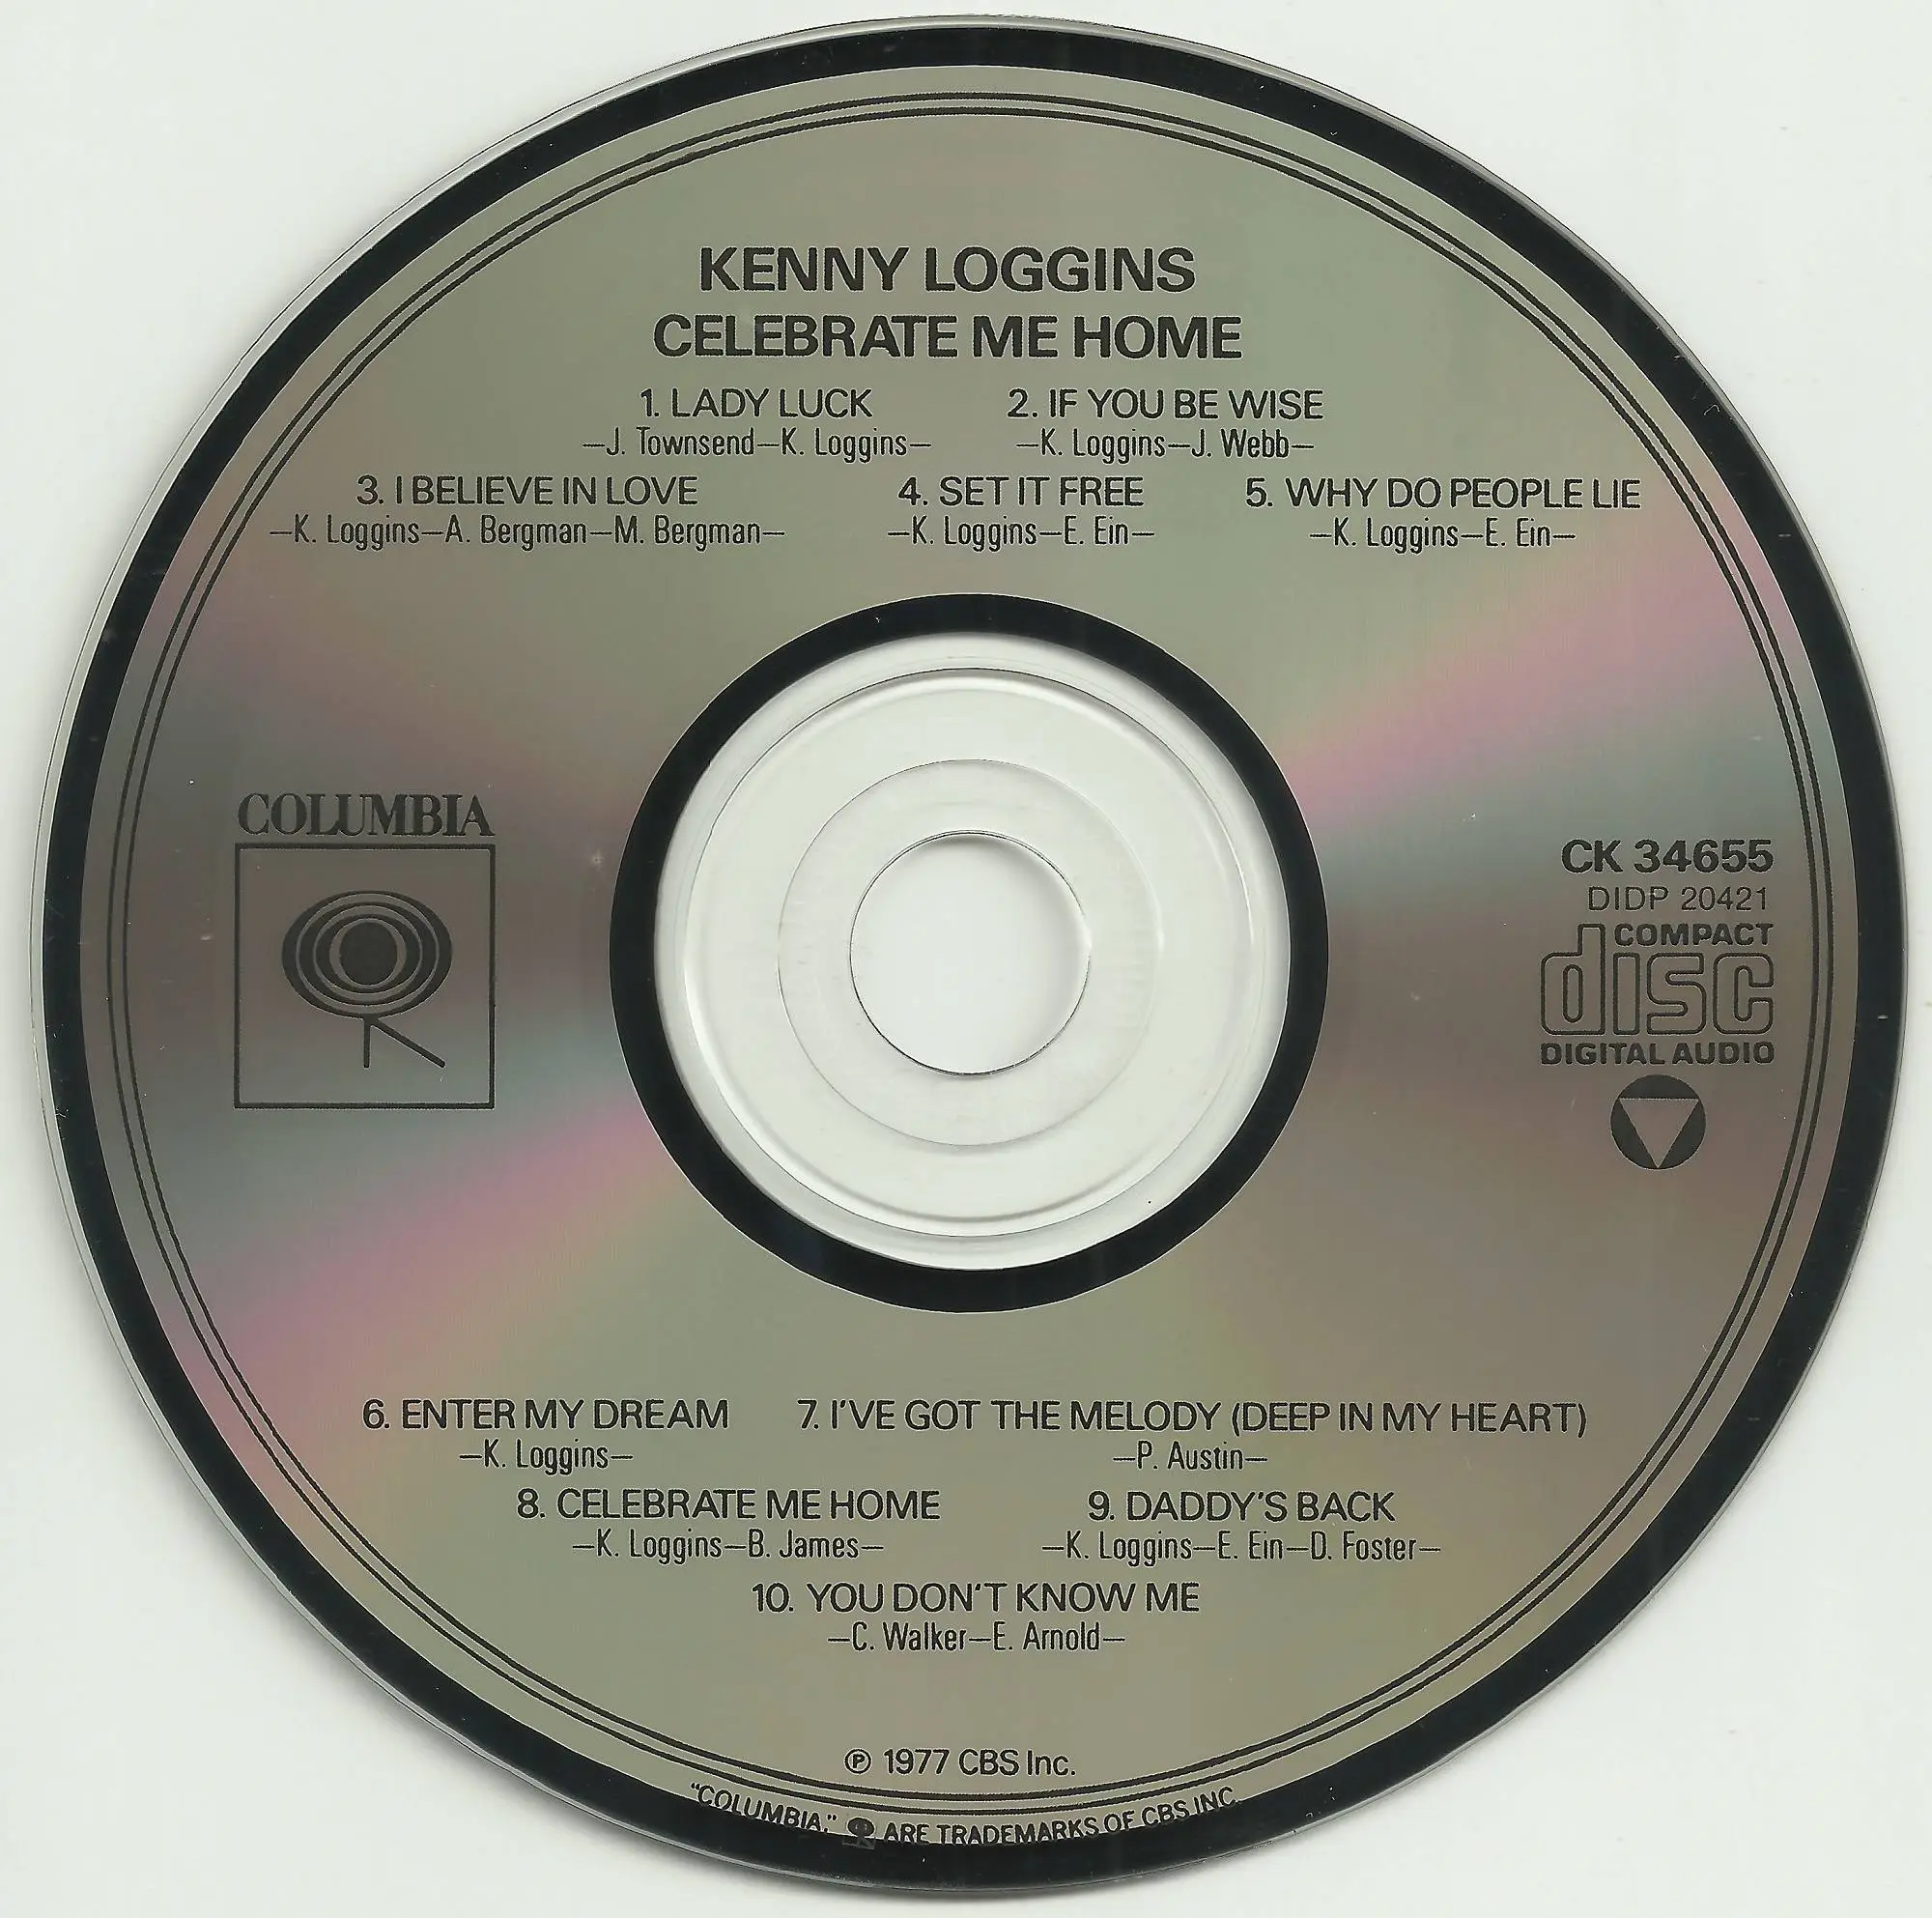 KENNY LOGGINS
CELEBRATE ME HOME
1. LADY LUCK 2. IF YOU BE WISE
—J. Townsend—K. Loggins— —K. Loggins—J. Webb—
3. I BELIEVE IN LOVE 4. SET IT FREE 5. WHY DO PEOPLE LIE
—K. Loggins—A. Bergman—M. Bergman— —K. Loggins—E. Ein— —K. Loggins—E. Ein—
COLUMBIA
CK 34655
DIDP 20421
COMPACT
disc
DIGITAL AUDIO
6. ENTER MY DREAM 7. I'VE GOT THE MELODY (DEEP IN MY HEART)
—K. Loggins— —P. Austin—
8. CELEBRATE ME HOME 9. DADDY'S BACK
—K. Loggins—B. James— —K. Loggins—E. Ein—D. Foster—
10. YOU DON'T KNOW ME
—C. Walker—E. Arnold—
℗ 1977 CBS Inc.
"COLUMBIA," ARE TRADEMARKS OF CBS INC.